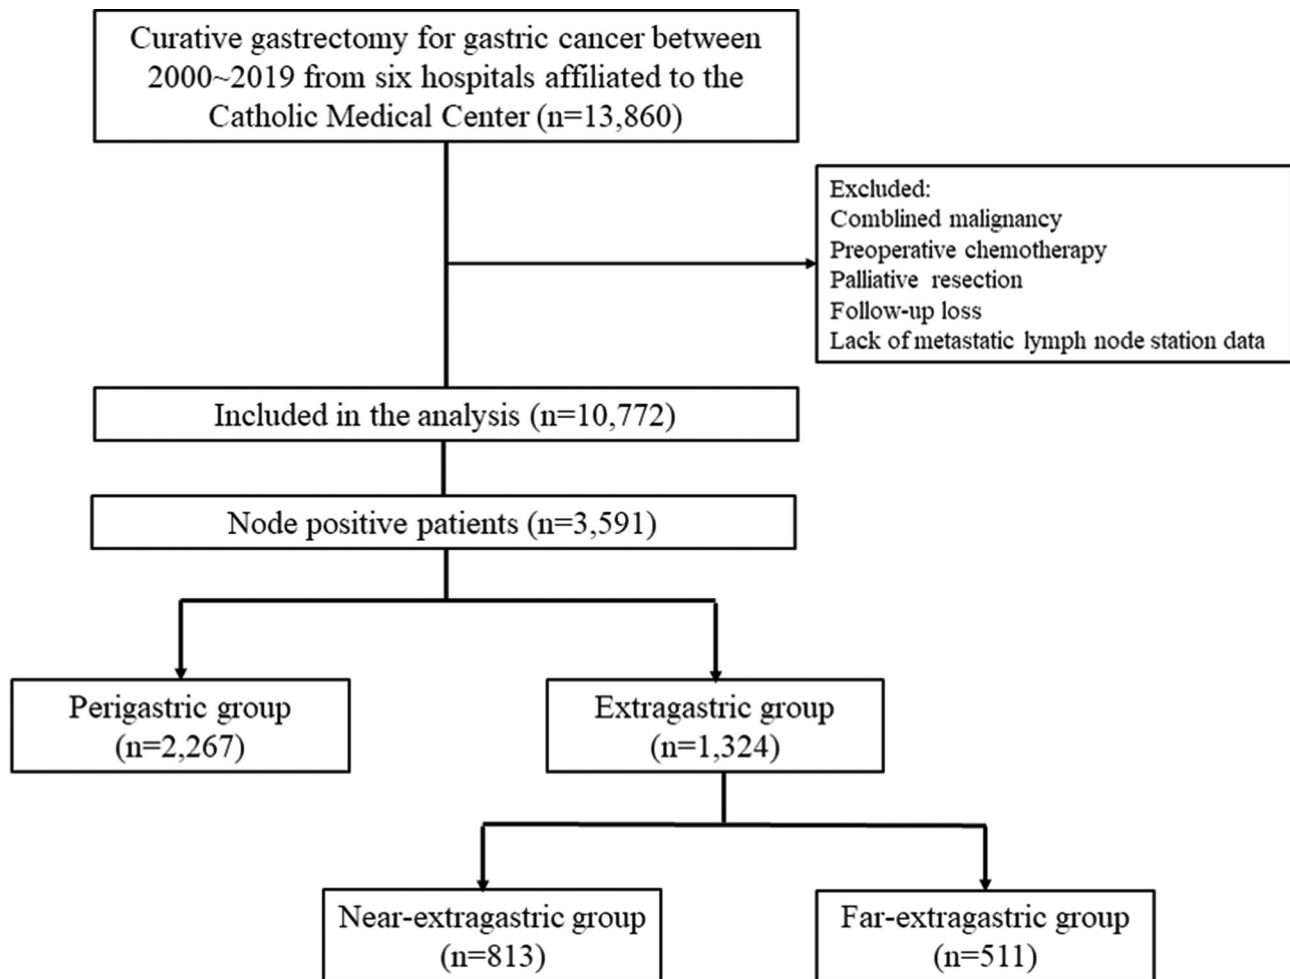 Curative gastrectomy for gastric cancer between
2000~2019 from six hospitals affiliated to the
Catholic Medical Center (n=13,860)
Excluded:
Comblined malignancy
Preoperative chemotherapy
Palliative resection
Follow-up loss
Lack of metastatic lymph node station data
Included in the analysis (n=10,772)
Node positive patients (n=3,591)
Perigastric group
(n=2,267)
Extragastric group
(n=1,324)
Near-extragastric group
(n=813)
Far-extragastric group
(n=511)